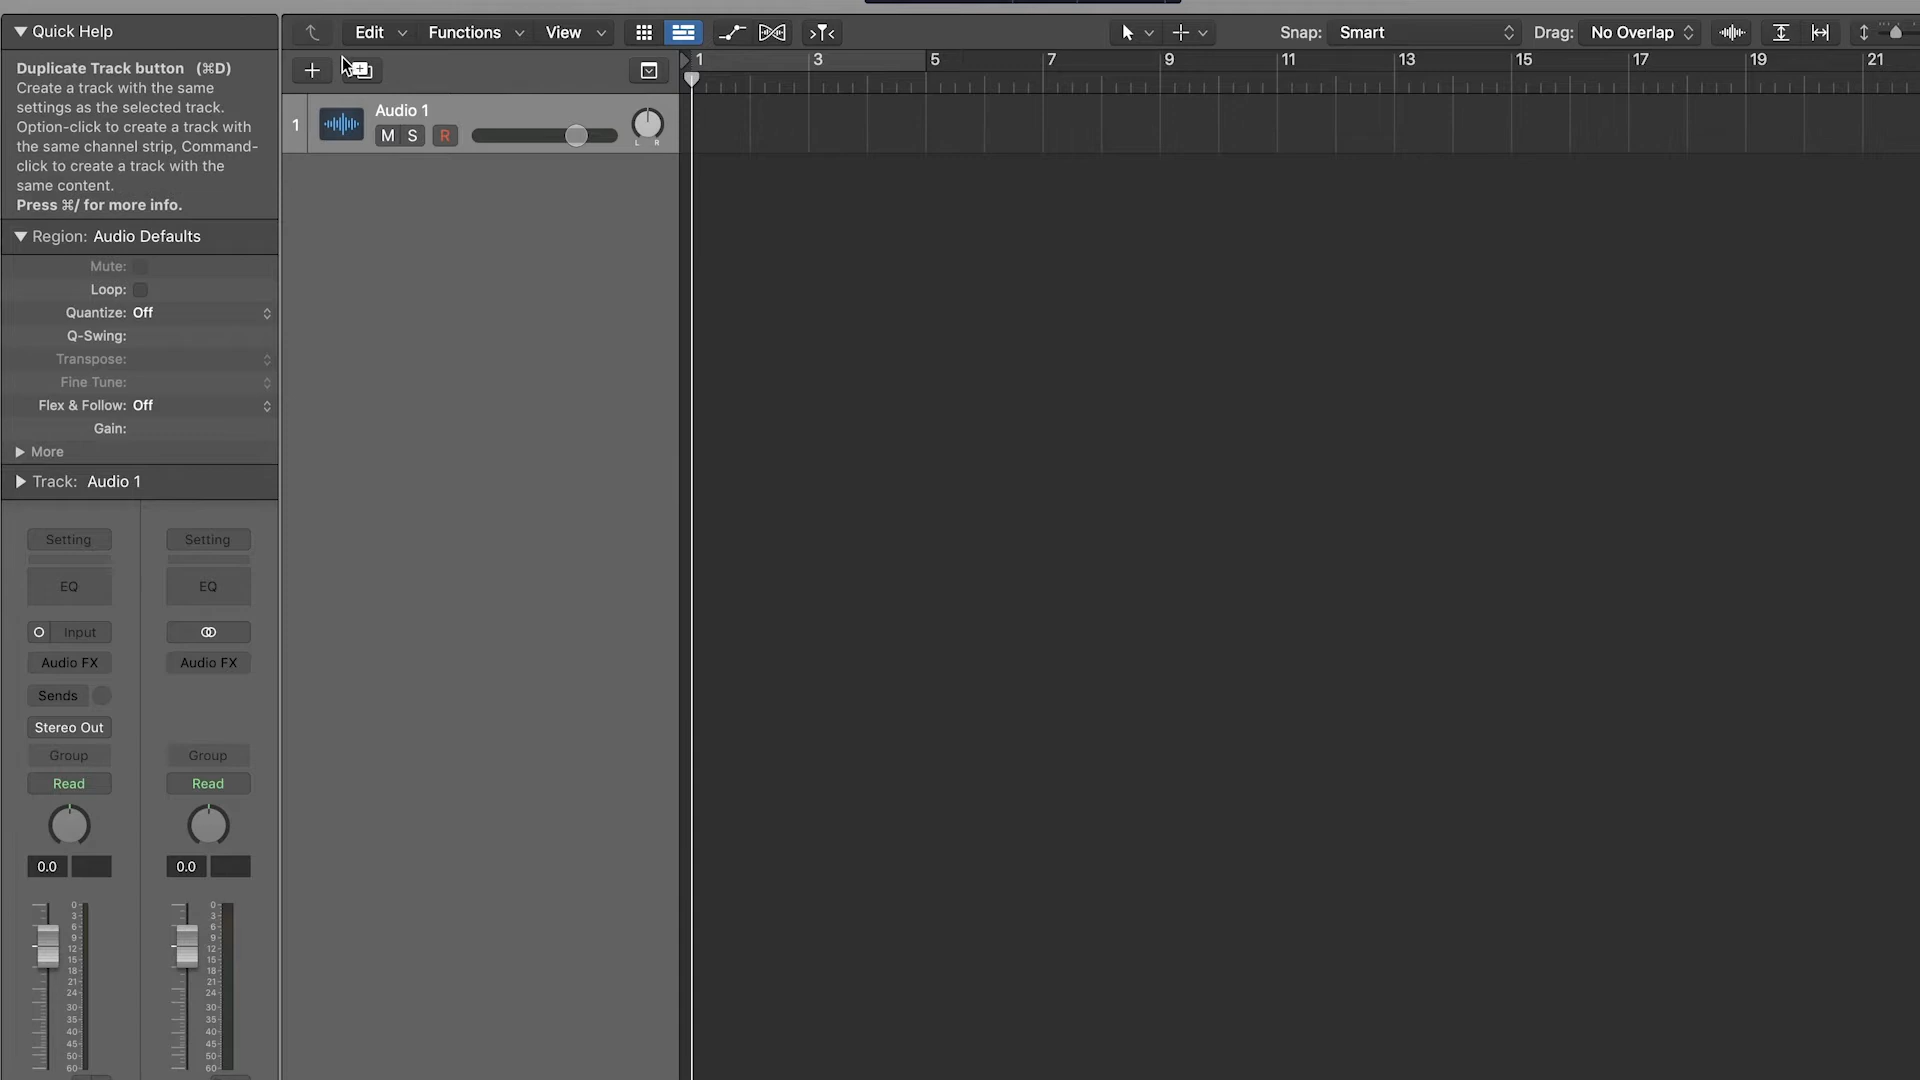 Quick Help
Edit Functions View
Snap: Smart Drag: No Overlap
Duplicate Track button (⌘D)
Create a track with the same
settings as the selected track.
Option-click to create a track with
the same channel strip, Command-
click to create a track with the
same content.
Press ⌘/ for more info.
1 3 5 7 9 11 13 15 17 19 21
1 Audio 1
M S R
L R
Region: Audio Defaults
Mute:
Loop:
Quantize: Off
Q-Swing:
Transpose:
Fine Tune:
Flex & Follow: Off
Gain:
More
Track: Audio 1
Setting Setting
EQ EQ
Input
Audio FX Audio FX
Sends
Stereo Out
Group Group
Read Read
0.0 0.0
0 0
3 3
6 6
9 9
12 12
15 15
18 18
21 21
24 24
30 30
35 35
40 40
45 45
50 50
60 60